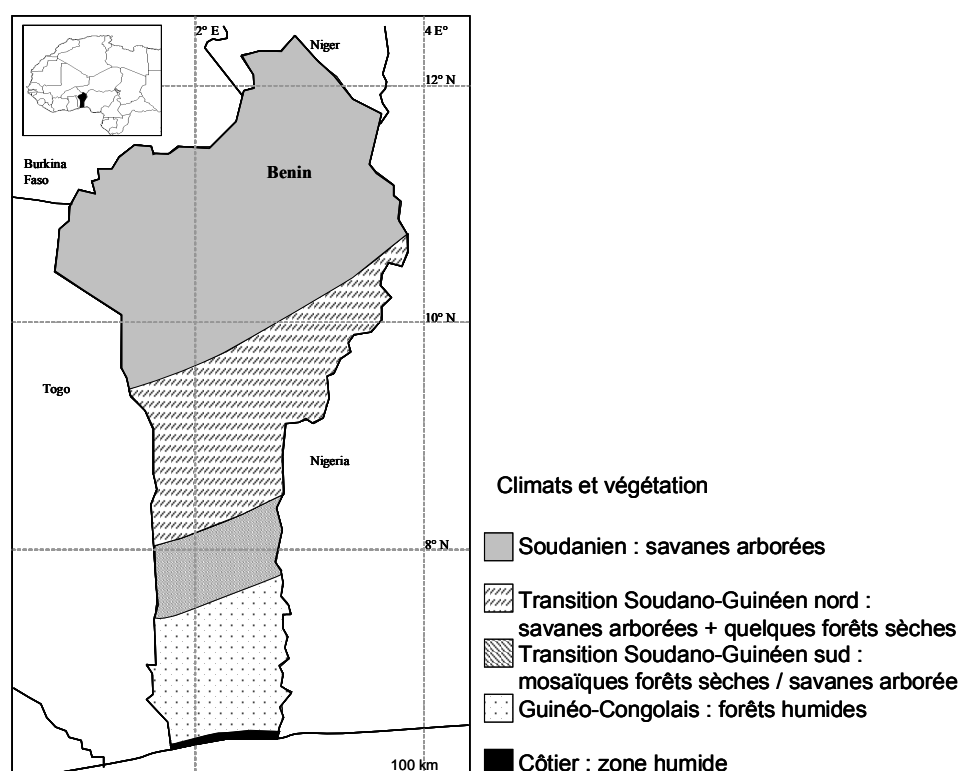 2° E
4 E°
Niger
12° N
Burkina
Faso
Benin
10° N
Togo
Nigeria
8° N
100 km
Climats et végétation
Soudanien : savanes arborées
Transition Soudano-Guinéen nord :
savanes arborées + quelques forêts sèches
Transition Soudano-Guinéen sud :
mosaïques forêts sèches / savanes arborée
Guinéo-Congolais : forêts humides
Côtier : zone humide